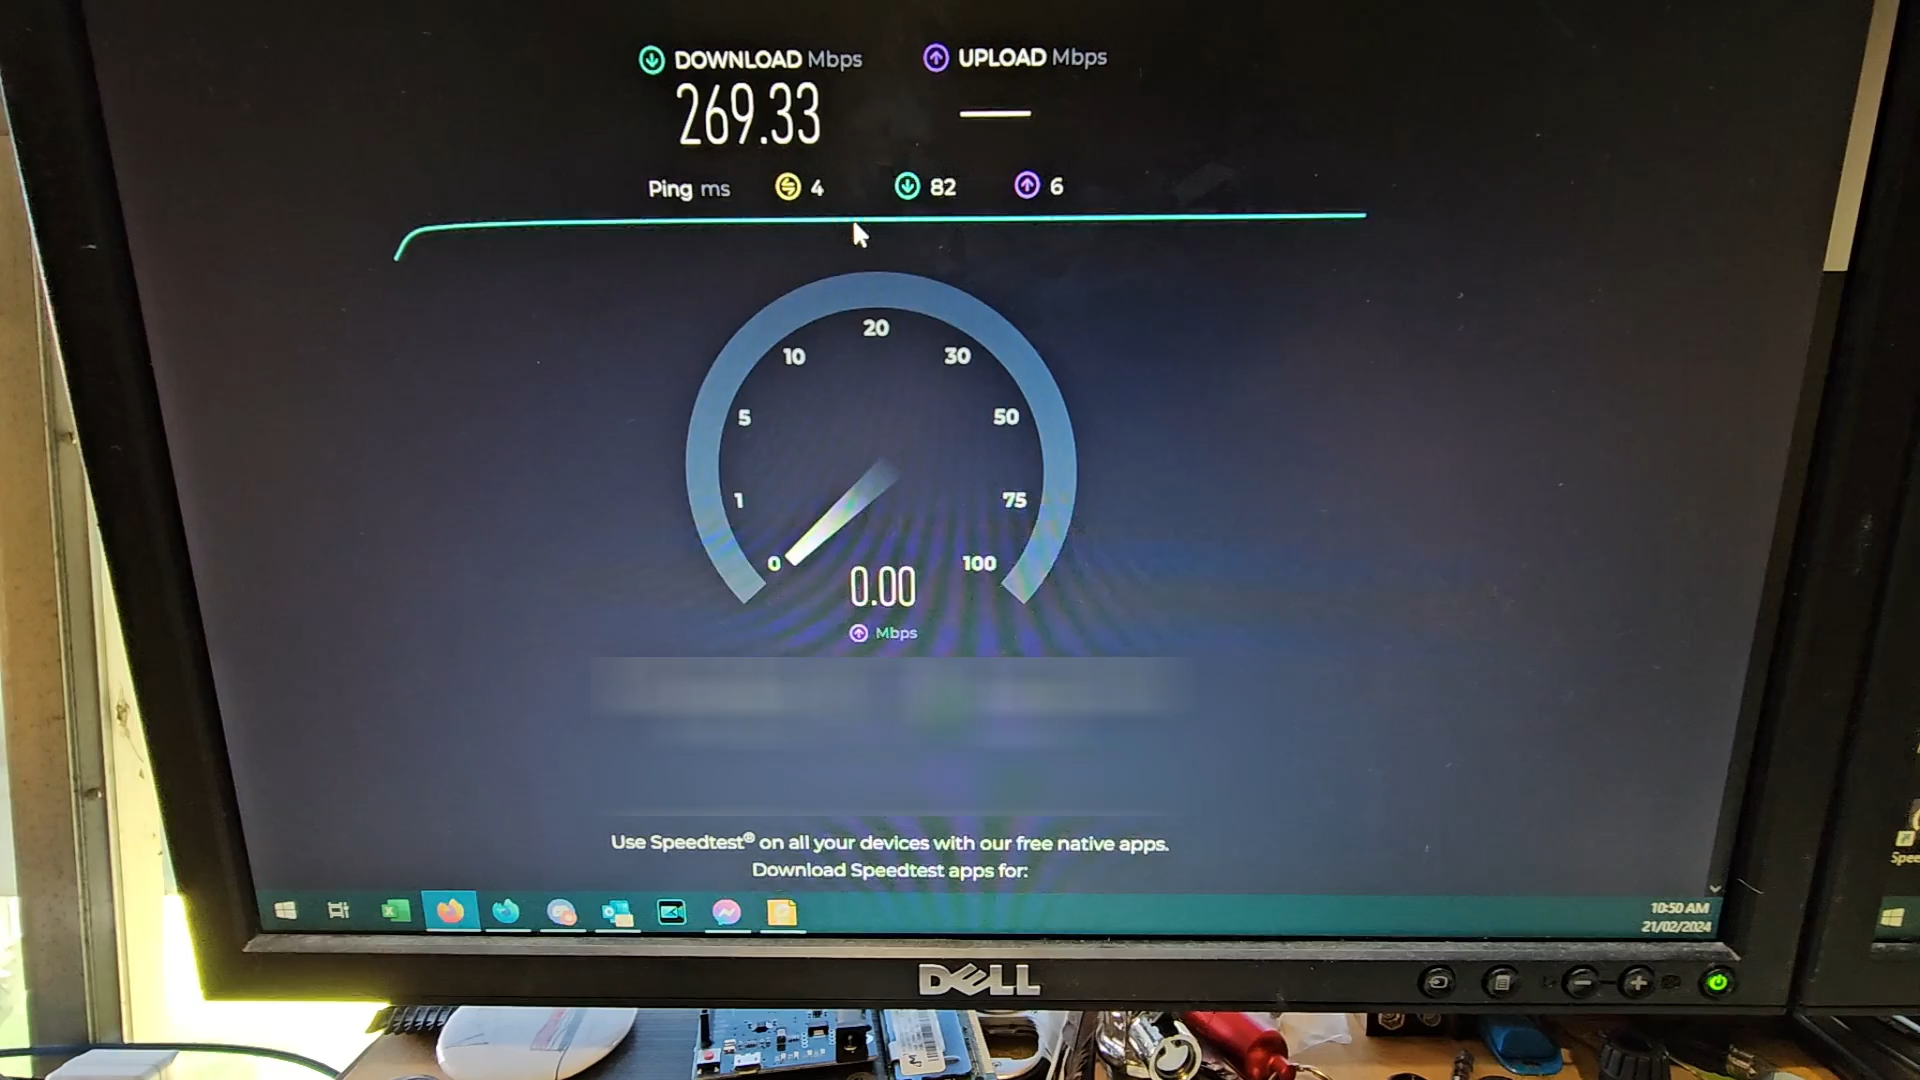 DOWNLOAD Mbps
UPLOAD Mbps
269.33
Ping ms 4 82 6
20
10 30
5 50
1 75
0 100
0.00
Mbps
Use Speedtest® on all your devices with our free native apps.
Download Speedtest apps for:
10:50 AM
21/02/2024
Spee
DELL